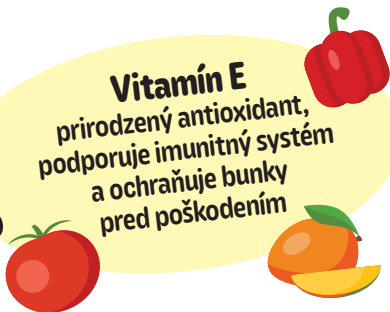 Vitamín E
prirodzený antioxidant,
podporuje imunitný systém
a ochraňuje bunky
pred poškodením